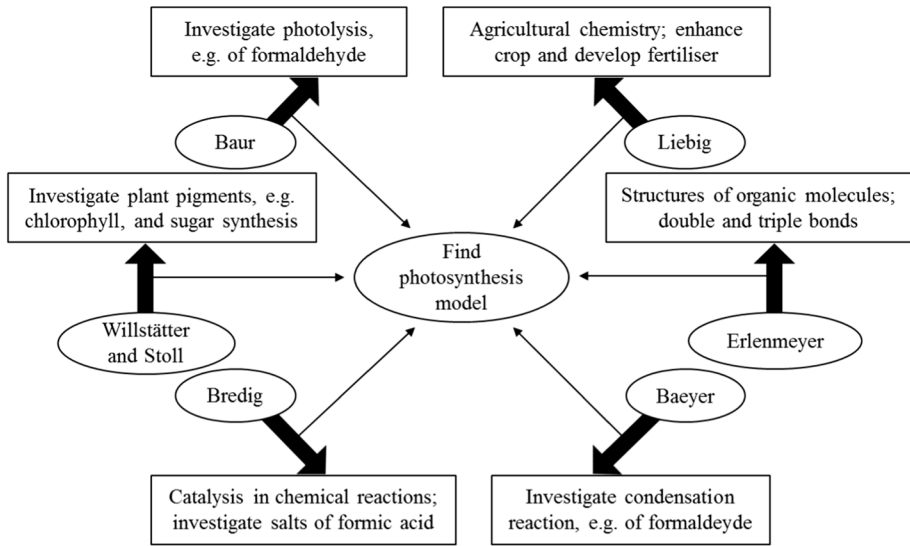 Investigate photolysis,
e.g. of formaldehyde
Agricultural chemistry; enhance
crop and develop fertiliser
Baur
Liebig
Investigate plant pigments, e.g.
chlorophyll, and sugar synthesis
Structures of organic molecules;
double and triple bonds
Find
photosynthesis
model
Willstätter
and Stoll
Erlenmeyer
Bredig
Baeyer
Catalysis in chemical reactions;
investigate salts of formic acid
Investigate condensation
reaction, e.g. of formaldeyde